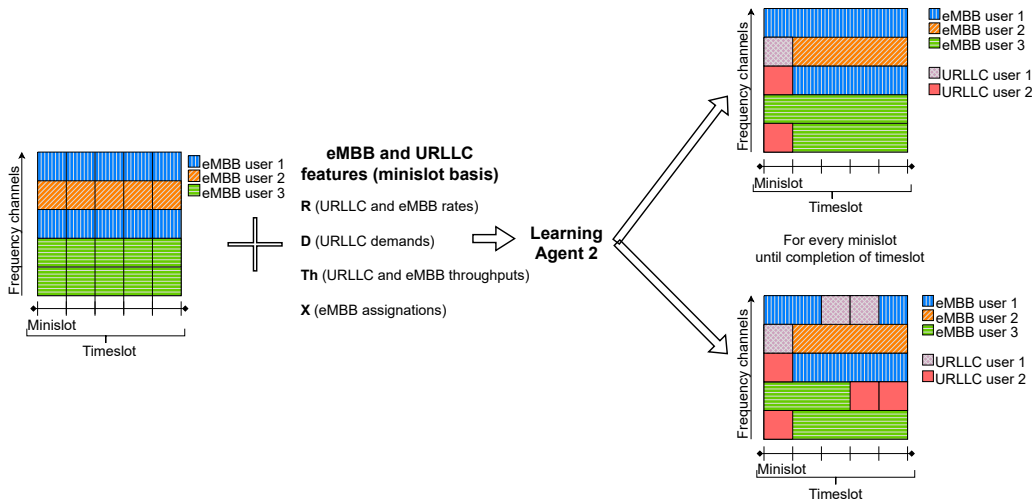 Frequency channels
eMBB user 1
eMBB user 2
eMBB user 3
Minislot
Timeslot
eMBB and URLLC
features (minislot basis)
R (URLLC and eMBB rates)
D (URLLC demands)
Th (URLLC and eMBB throughputs)
X (eMBB assignations)
Learning
Agent 2
Frequency channels
eMBB user 1
eMBB user 2
eMBB user 3
URLLC user 1
URLLC user 2
Minislot
Timeslot
For every minislot
until completion of timeslot
Frequency channels
eMBB user 1
eMBB user 2
eMBB user 3
URLLC user 1
URLLC user 2
Minislot
Timeslot